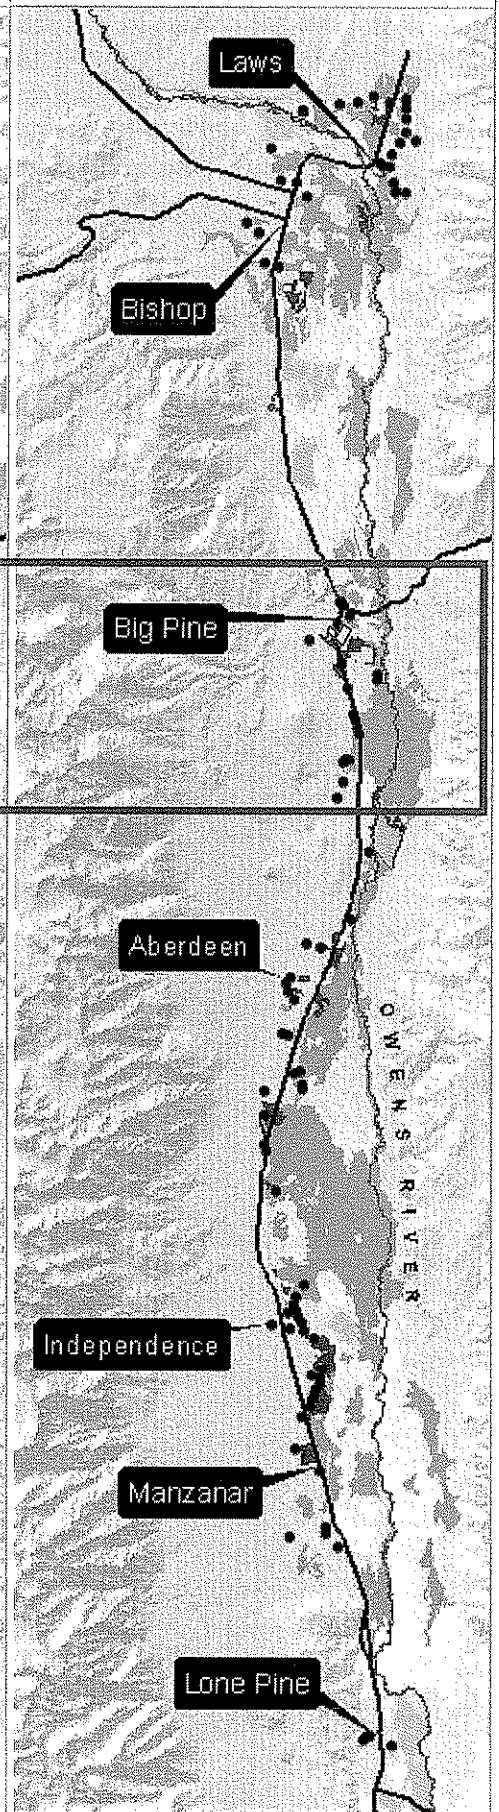 Laws
Bishop
Big Pine
Aberdeen
OWENS RIVER
Independence
Manzanar
Lone Pine